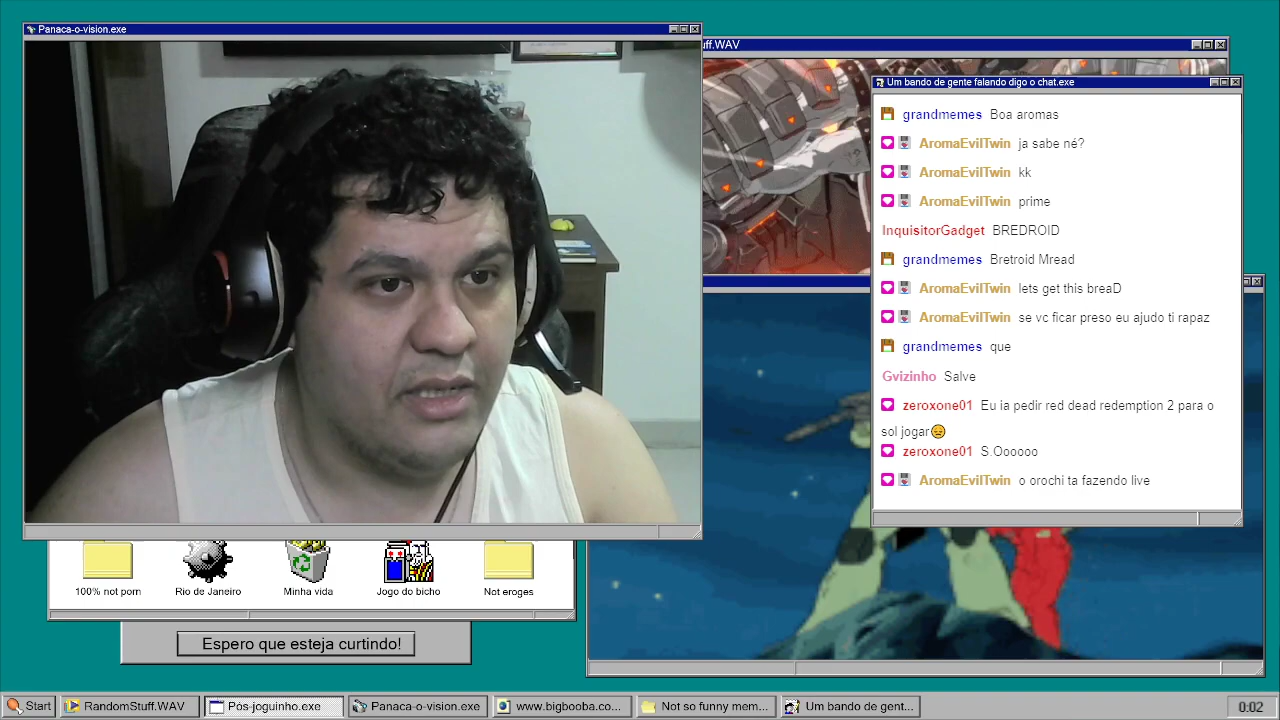 Panaca-o-vision.exe
uff.WAV
Um bando de gente falando digo o chat.exe
grandmemes Boa aromas
AromaEvilTwin ja sabe né?
AromaEvilTwin kk
AromaEvilTwin prime
InquisitorGadget BREDROID
grandmemes Bretroid Mread
AromaEvilTwin lets get this breaD
AromaEvilTwin se vc ficar preso eu ajudo ti rapaz
grandmemes que
Gvizinho Salve
zeroxone01 Eu ia pedir red dead redemption 2 para o
sol jogar😔
zeroxone01 S.Oooooo
AromaEvilTwin o orochi ta fazendo live
100% not porn
Rio de Janeiro
Minha vida
Jogo do bicho
Not eroges
Espero que esteja curtindo!
Start
randomStuff.WAV
Pós-joguinho.exe
Panaca-o-vision.exe
www.bigbooba.co...
Not so funny mem...
Um bando de gent...
0:02